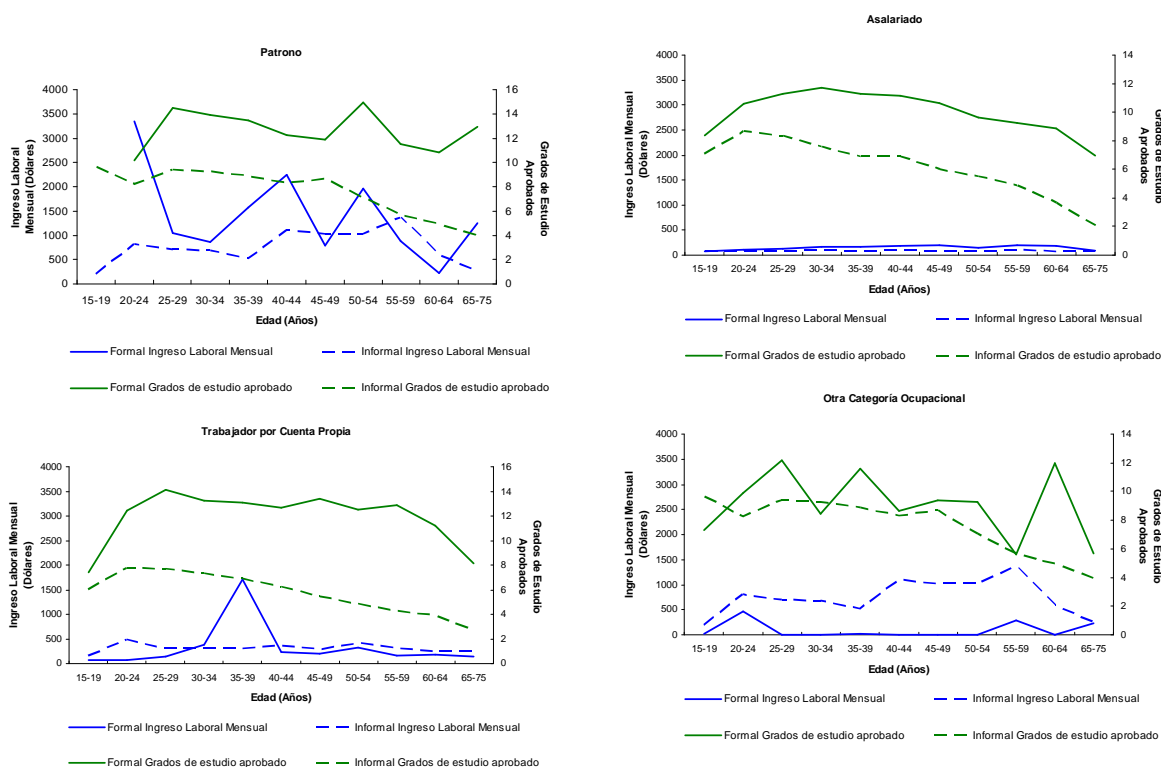 Patrono
Ingreso Laboral
Mensual (Dólares)
4000
3500
3000
2500
2000
1500
1000
500
0
16
14
12
10
8
6
4
2
0
Grados de Estudio
Aprobados
15-19 20-24 25-29 30-34 35-39 40-44 45-49 50-54 55-59 60-64 65-75
Edad (Años)
Formal Ingreso Laboral Mensual
Informal Ingreso Laboral Mensual
Formal Grados de estudio aprobado
Informal Grados de estudio aprobado
Asalariado
Ingreso Laboral Mensual
(Dólares)
4000
3500
3000
2500
2000
1500
1000
500
0
14
12
10
8
6
4
2
0
Grados de Estudio
Aprobados
15-19 20-24 25-29 30-34 35-39 40-44 45-49 50-54 55-59 60-64 65-75
Edad (Años)
Formal Ingreso Laboral Mensual
Informal Ingreso Laboral Mensual
Formal Grados de estudio aprobado
Informal Grados de estudio aprobado
Trabajador por Cuenta Propia
Ingreso Laboral Mensual
(Dólares)
4000
3500
3000
2500
2000
1500
1000
500
0
16
14
12
10
8
6
4
2
0
Grados de Estudio
Aprobados
15-19 20-24 25-29 30-34 35-39 40-44 45-49 50-54 55-59 60-64 65-75
Edad (Años)
Formal Ingreso Laboral Mensual
Informal Ingreso Laboral Mensual
Formal Grados de estudio aprobado
Informal Grados de estudio aprobado
Otra Categoría Ocupacional
Ingreso Laboral Mensual
(Dólares)
4000
3500
3000
2500
2000
1500
1000
500
0
14
12
10
8
6
4
2
0
Grados de Estudio
Aprobados
15-19 20-24 25-29 30-34 35-39 40-44 45-49 50-54 55-59 60-64 65-75
Edad (Años)
Formal Ingreso Laboral Mensual
Informal Ingreso Laboral Mensual
Formal Grados de estudio aprobado
Informal Grados de estudio aprobado